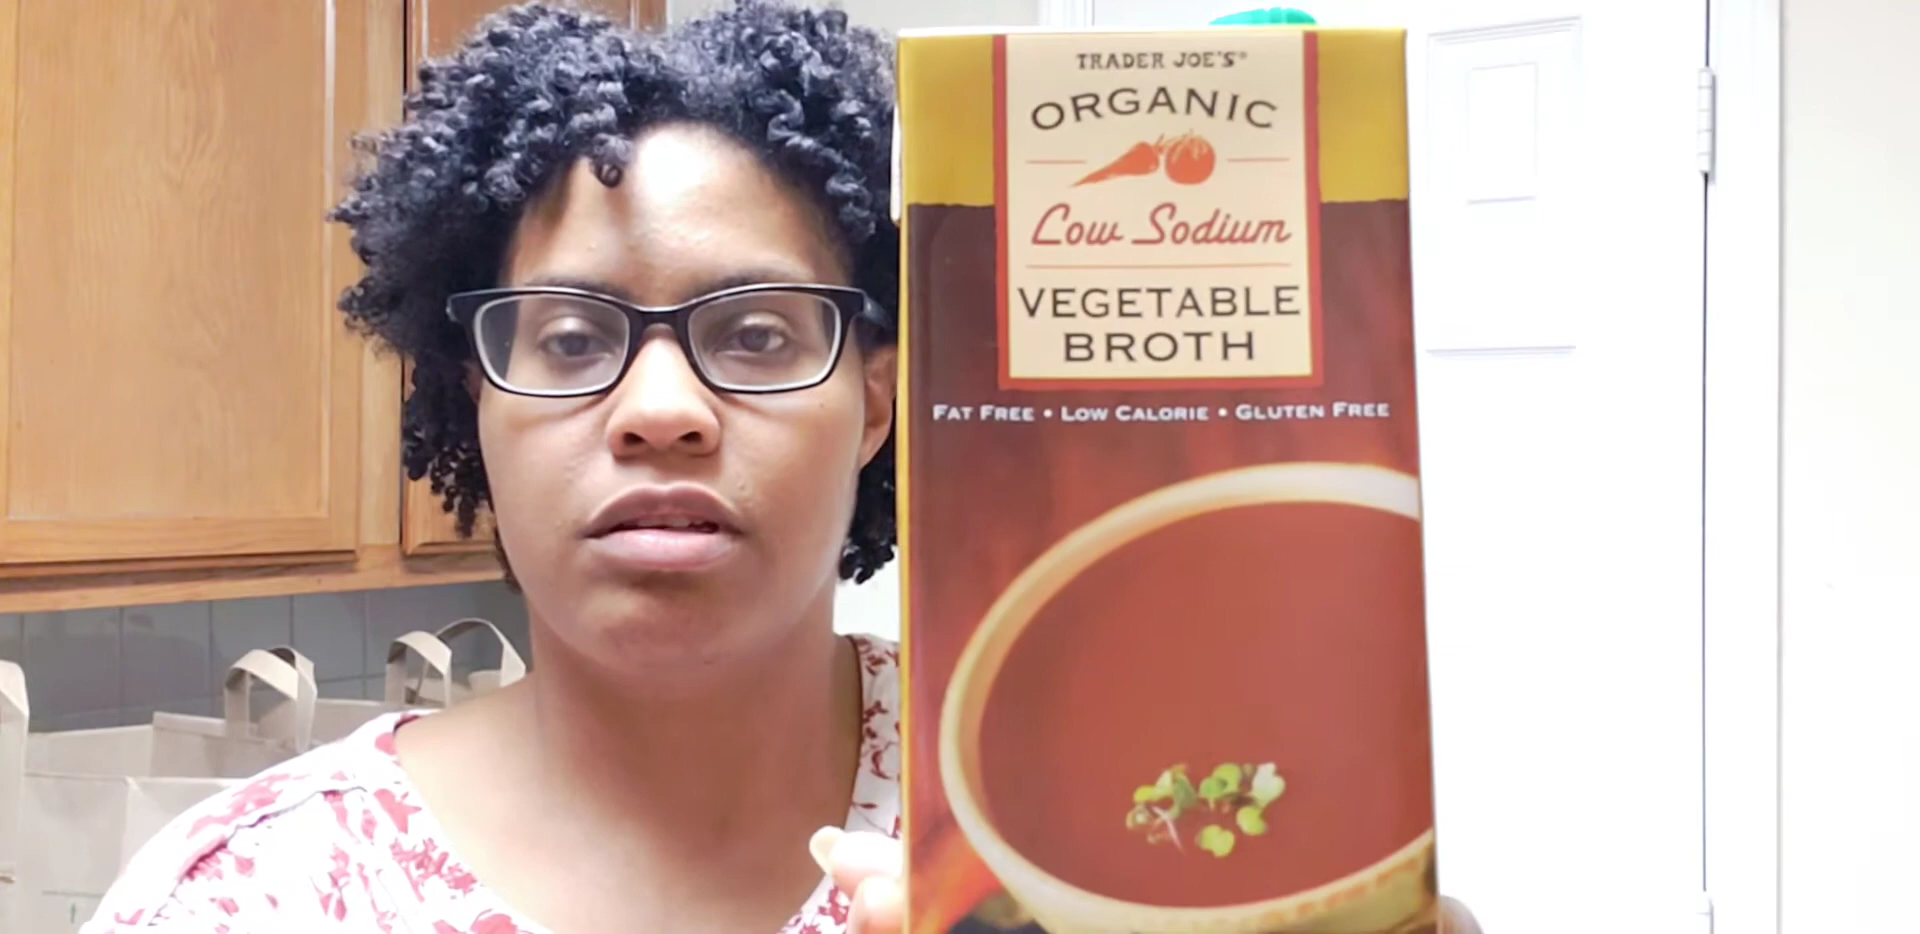 TRADER JOE'S®
ORGANIC
Low Sodium
VEGETABLE
BROTH
FAT FREE • LOW CALORIE • GLUTEN FREE